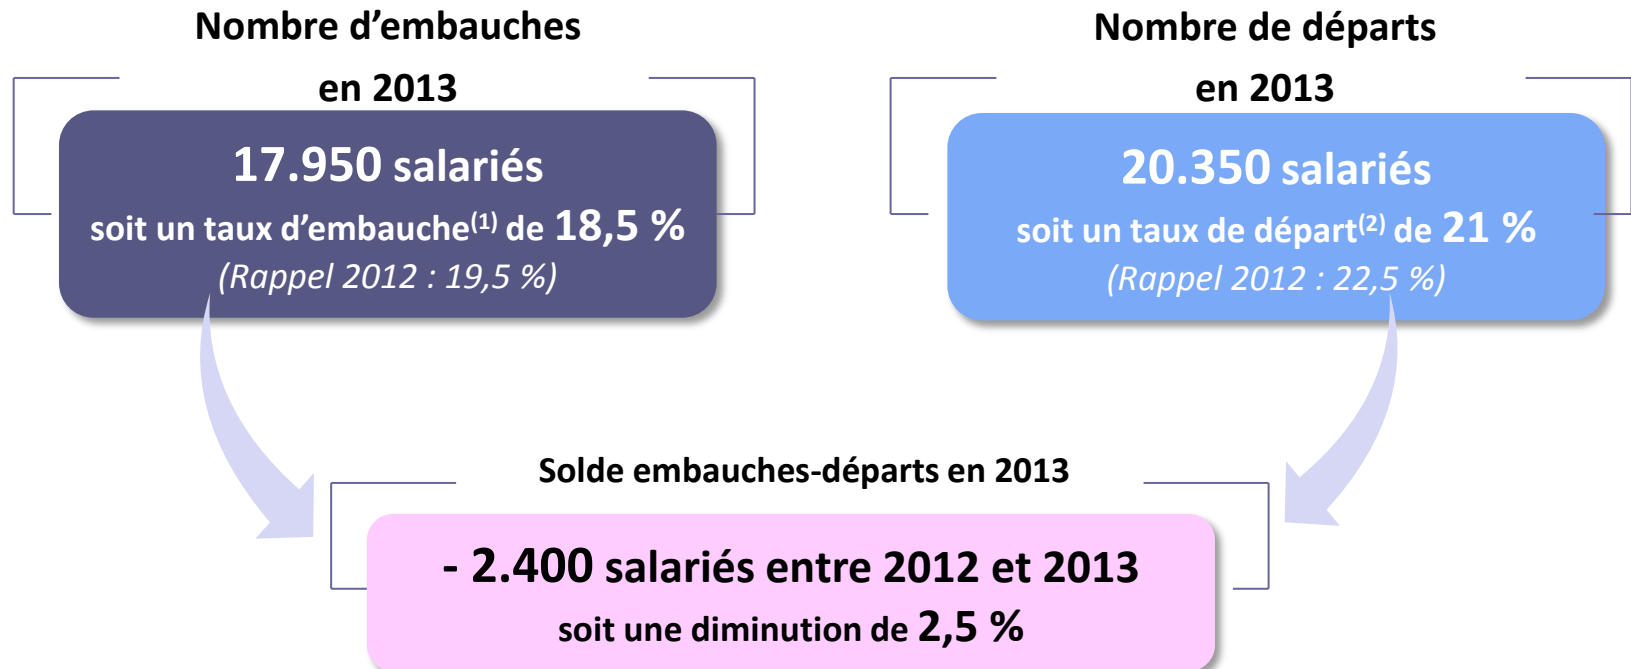 Nombre d’embauches
en 2013
17.950 salariés
soit un taux d’embauche(1) de 18,5 %
(Rappel 2012 : 19,5 %)
Nombre de départs
en 2013
20.350 salariés
soit un taux de départ(2) de 21 %
(Rappel 2012 : 22,5 %)
Solde embauches-départs en 2013
- 2.400 salariés entre 2012 et 2013
soit une diminution de 2,5 %